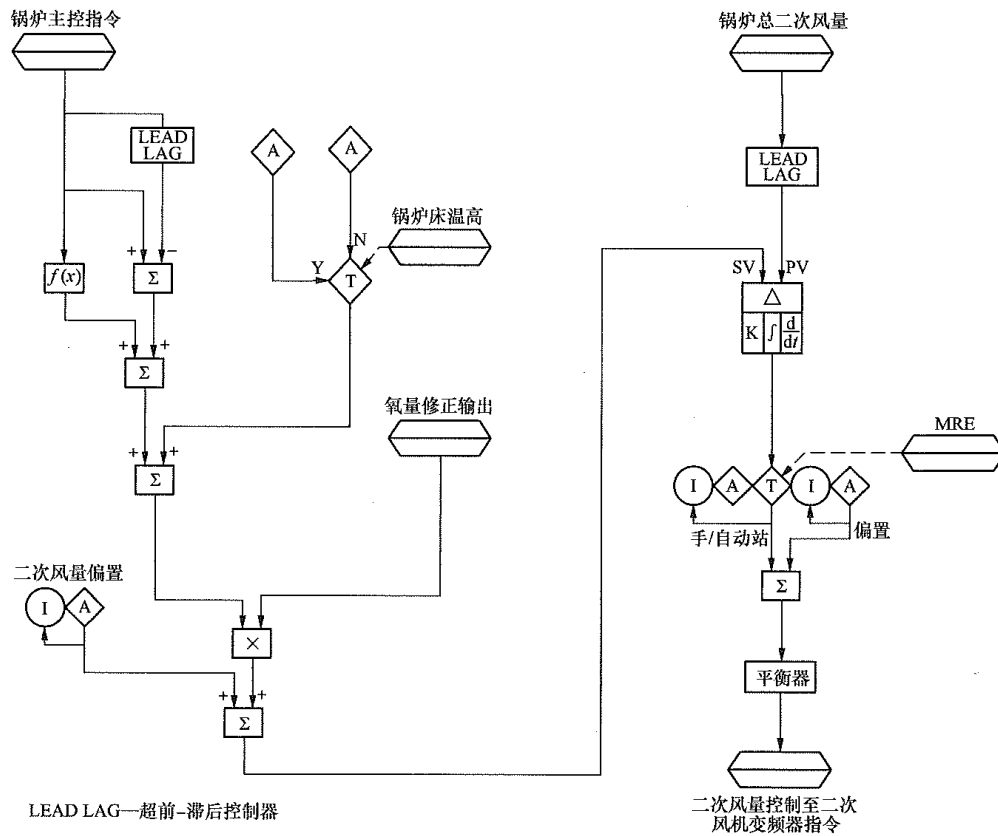 锅炉主控指令
锅炉总二次风量
LEAD
LAG
A
A
LEAD
LAG
锅炉床温高
N
+
−
Y
T
SV
PV
f(x)
Σ
△
K
∫
d
dt
+
+
Σ
氧量修正输出
MRE
+
+
Σ
I
A
T
I
A
手/自动站
偏置
二次风量偏置
Σ
I
A
×
平衡器
+
+
Σ
LEAD LAG—超前-滞后控制器
二次风量控制至二次
风机变频器指令